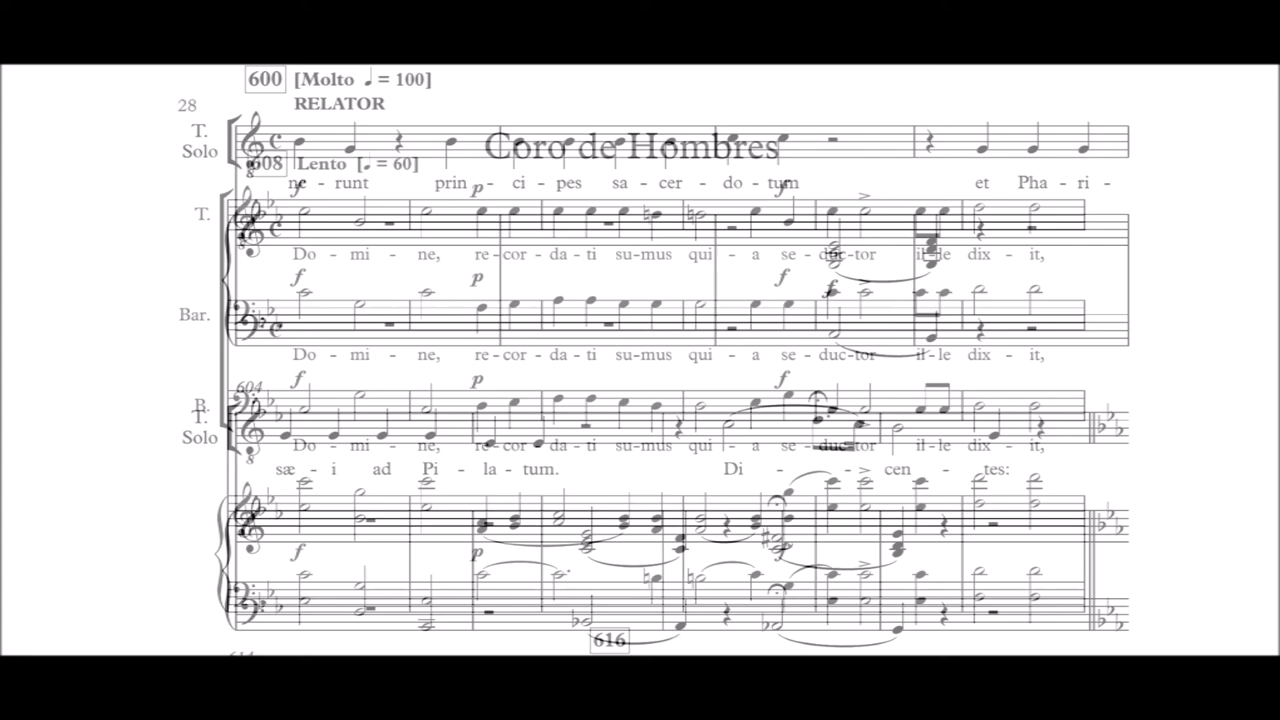 600 [Molto ♩ = 100]
28 RELATOR
T. Solo
Coro de Hombres
608 Lento [♩. = 60]
ne - runt prin - ci - pes sa - cer - do - tum et Pha - ri -
f p f
T.
Do - mi - ne, re - cor - da - ti su - mus qui - a se - duc - tor il - le dix - it,
f p f f
Bar.
Do - mi - ne, re - cor - da - ti su - mus qui - a se - duc - tor il - le dix - it,
f 604 p f
B.
T. Solo
Do - mi - ne, re - cor - da - ti su - mus qui - a se - duc - tor il - le dix - it,
sæ - i ad Pi - la - tum. Di - cen - tes:
f p f
616
614